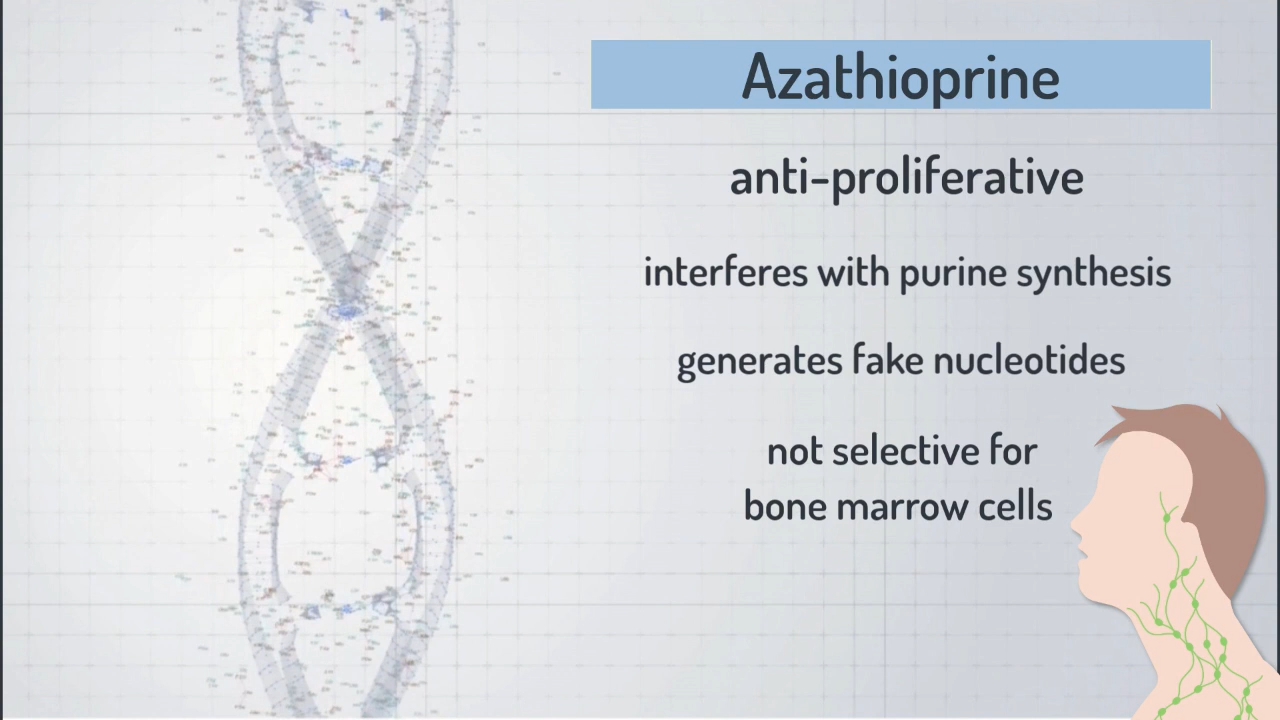 Azathioprine
anti-proliferative
interferes with purine synthesis
generates fake nucleotides
not selective for
bone marrow cells